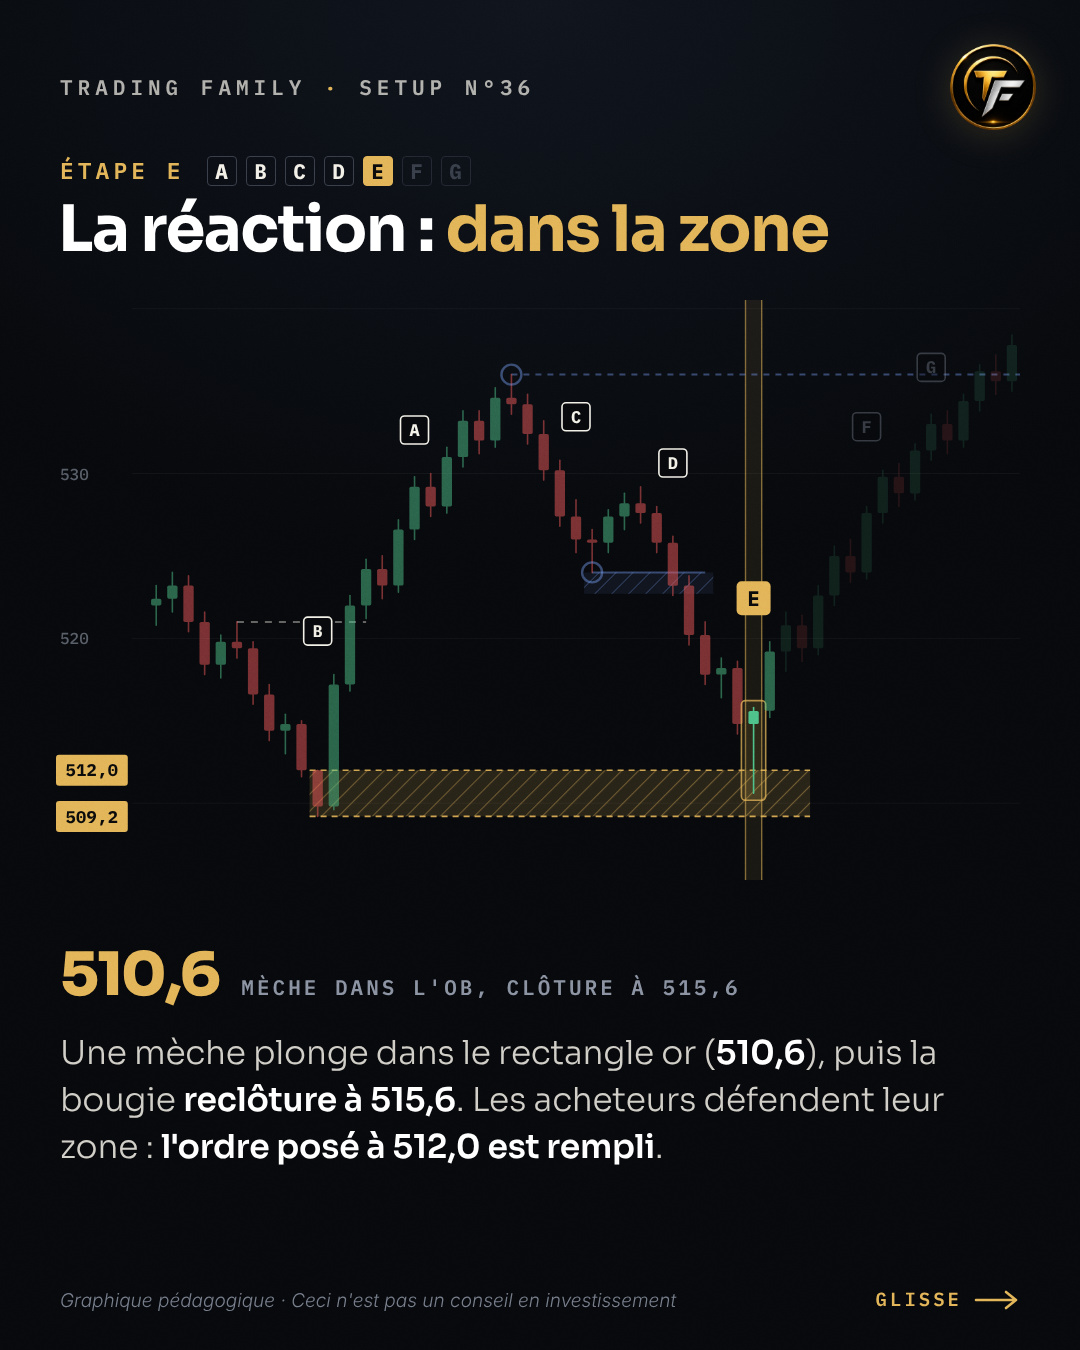 TRADING FAMILY · SETUP N°36
TF
ÉTAPE E A B C D E F G
La réaction : dans la zone
G
C
F
A
D
530
E
B
520
512,0
509,2
510,6 MÈCHE DANS L'OB, CLÔTURE À 515,6
Une mèche plonge dans le rectangle or (510,6), puis la
bougie reclôture à 515,6. Les acheteurs défendent leur
zone : l'ordre posé à 512,0 est rempli.
Graphique pédagogique · Ceci n'est pas un conseil en investissement
GLISSE →